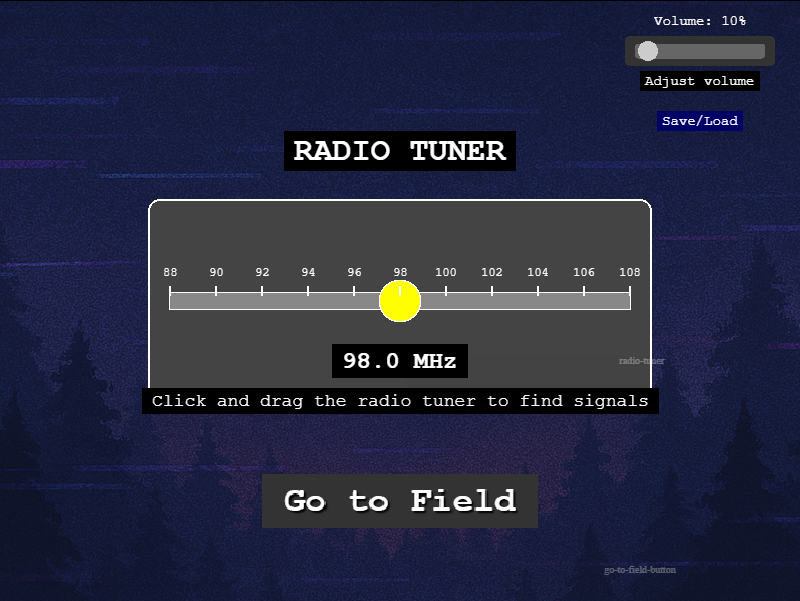 Volume: 10%
Adjust volume
Save/Load
RADIO TUNER
88 90 92 94 96 98 100 102 104 106 108
98.0 MHz
radio-tuner
Click and drag the radio tuner to find signals
Go to Field
go-to-field-button